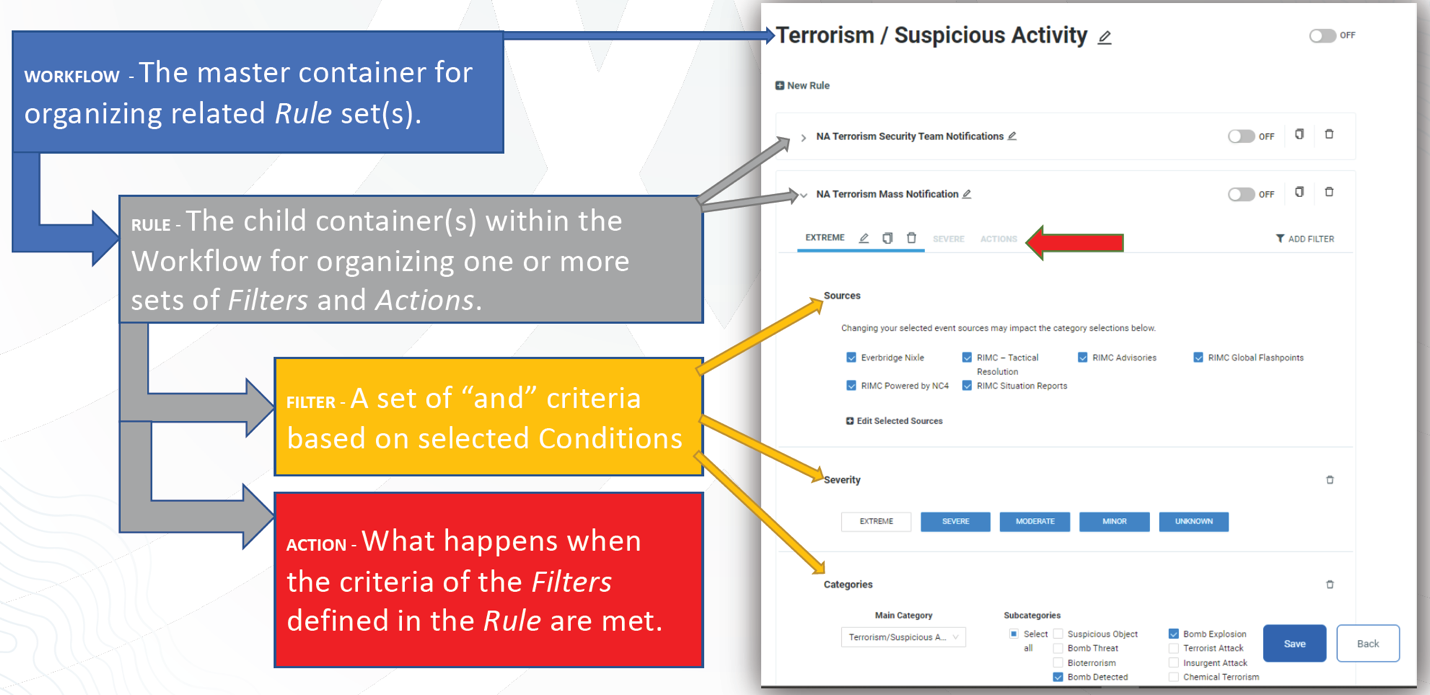 WORKFLOW - The master container for
organizing related Rule set(s).
RULE - The child container(s) within the
Workflow for organizing one or more
sets of Filters and Actions.
FILTER - A set of “and” criteria
based on selected Conditions
ACTION - What happens when
the criteria of the Filters
defined in the Rule are met.
Terrorism / Suspicious Activity
OFF
New Rule
NA Terrorism Security Team Notifications
OFF
NA Terrorism Mass Notification
OFF
EXTREME SEVERE ACTIONS
ADD FILTER
Sources
Changing your selected event sources may impact the category selections below.
Everbridge Nixle
RIMC – Tactical
Resolution
RIMC Advisories
RIMC Global Flashpoints
RIMC Powered by NC4
RIMC Situation Reports
Edit Selected Sources
Severity
EXTREME SEVERE MODERATE MINOR UNKNOWN
Categories
Main Category
Terrorism/Suspicious A...
Subcategories
Select
all
Suspicious Object
Bomb Threat
Bioterrorism
Bomb Detected
Bomb Explosion
Terrorist Attack
Insurgent Attack
Chemical Terrorism
Save
Back